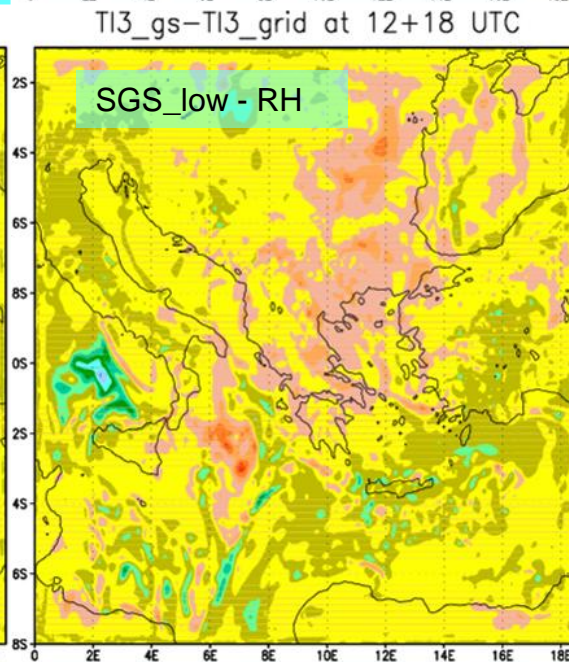 TI3_gs-TI3_grid at 12+18 UTC
SGS_low - RH
2S
4S
6S
8S
0S
2S
4S
6S
8S
0 2E 4E 6E 8E 10E 12E 14E 16E 18E